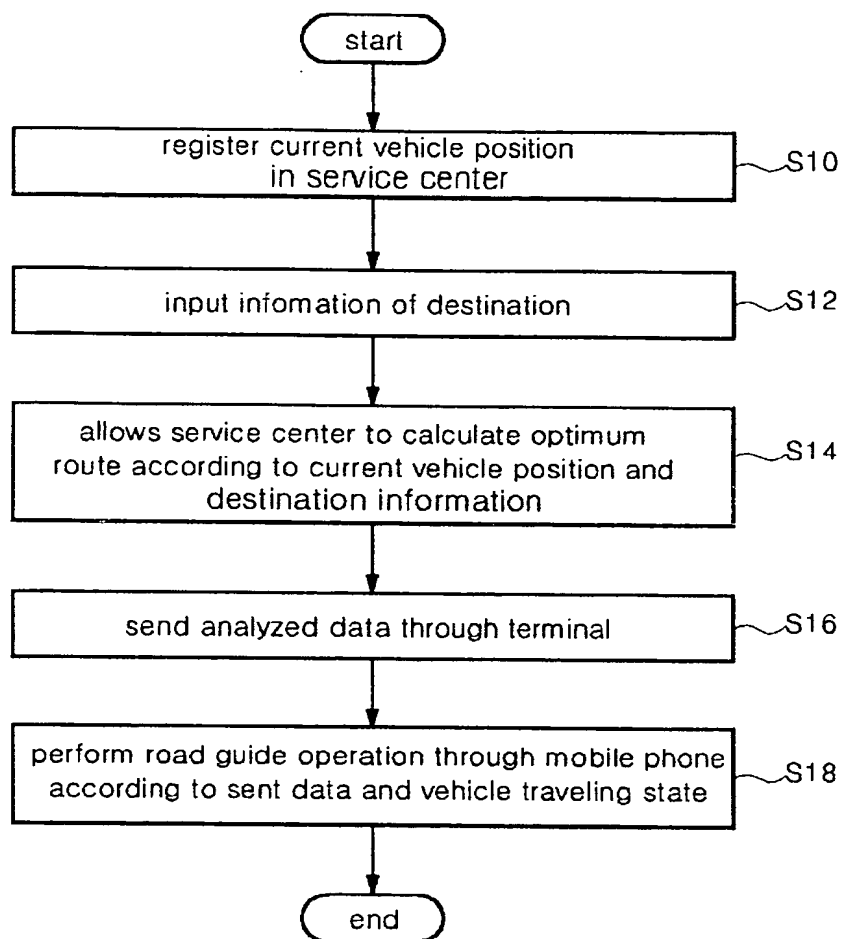 start
register current vehicle position
in service center
S10
input infomation of destination
S12
allows service center to calculate optimum
route according to current vehicle position and
destination information
S14
send analyzed data through terminal
S16
perform road guide operation through mobile phone
according to sent data and vehicle traveling state
S18
end